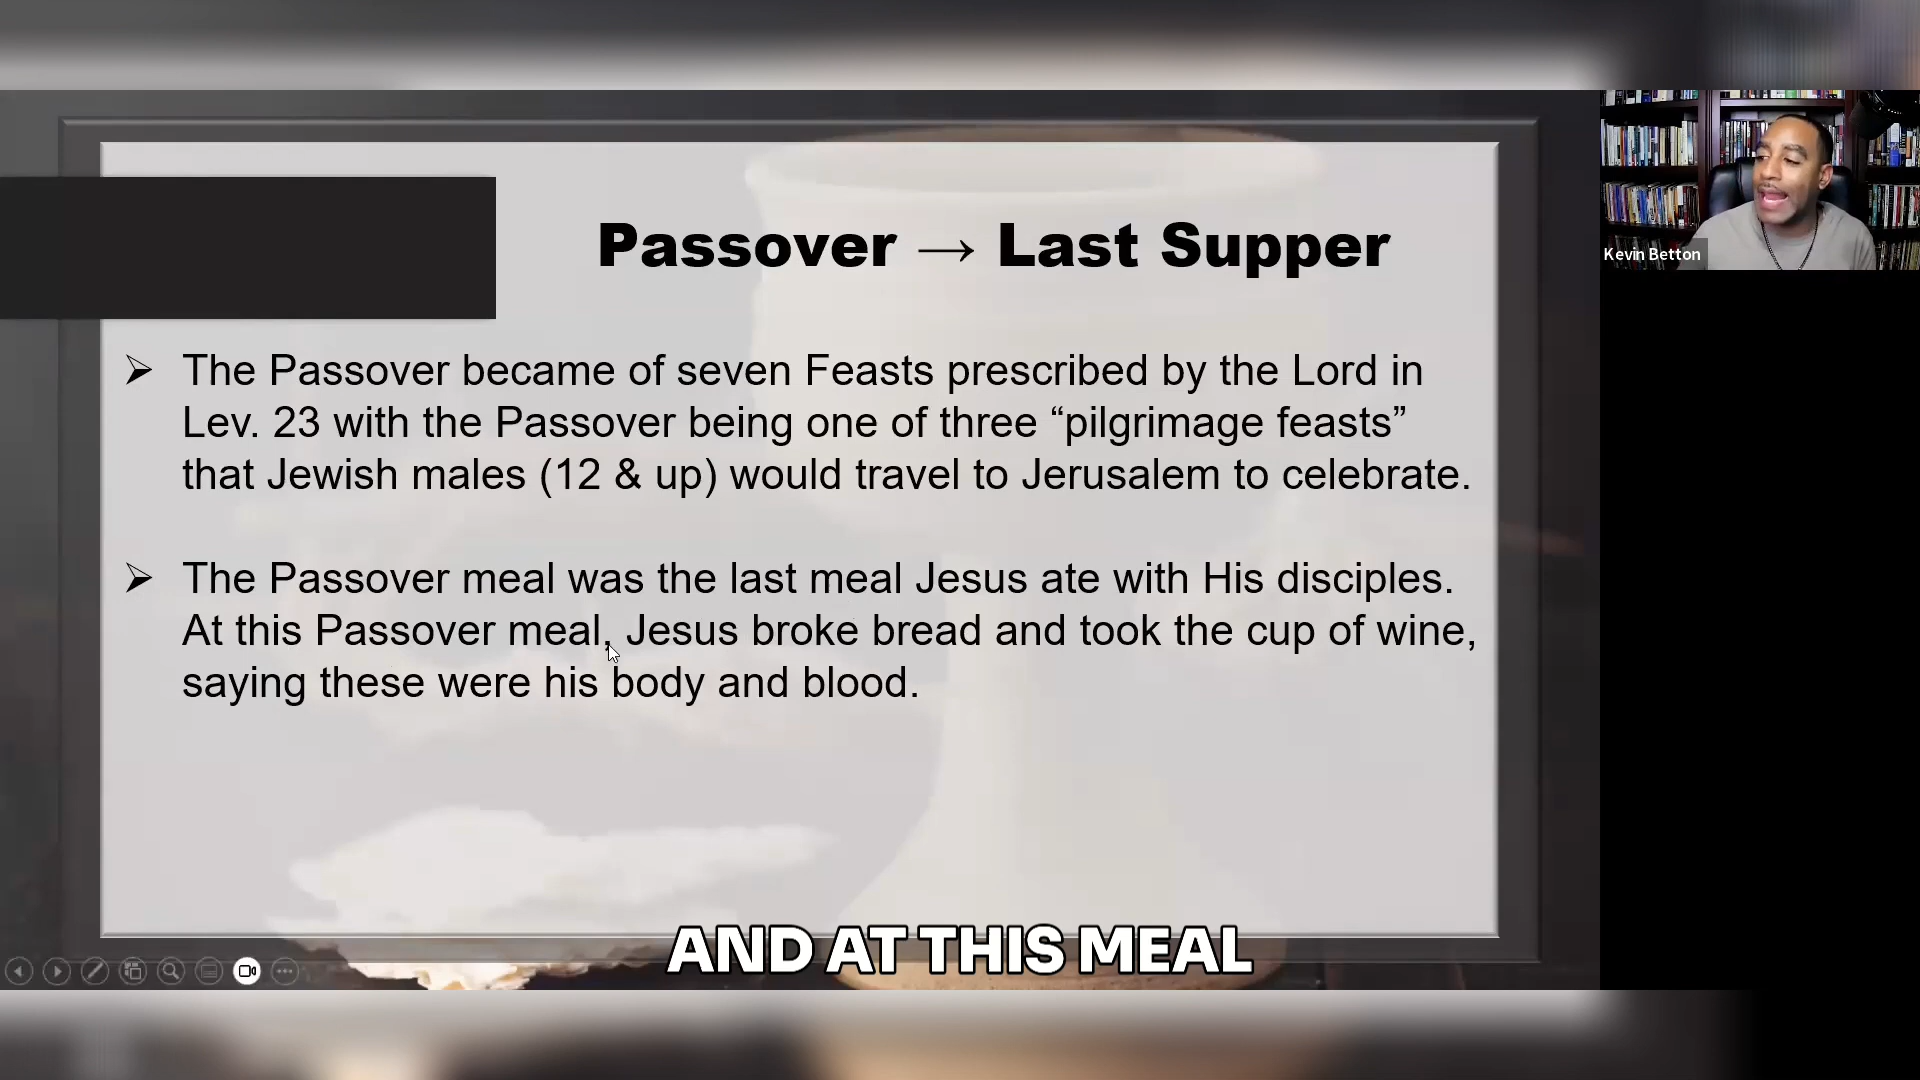 Passover → Last Supper
➢ The Passover became of seven Feasts prescribed by the Lord in
Lev. 23 with the Passover being one of three “pilgrimage feasts”
that Jewish males (12 & up) would travel to Jerusalem to celebrate.
➢ The Passover meal was the last meal Jesus ate with His disciples.
At this Passover meal, Jesus broke bread and took the cup of wine,
saying these were his body and blood.
Kevin Betton
AND AT THIS MEAL